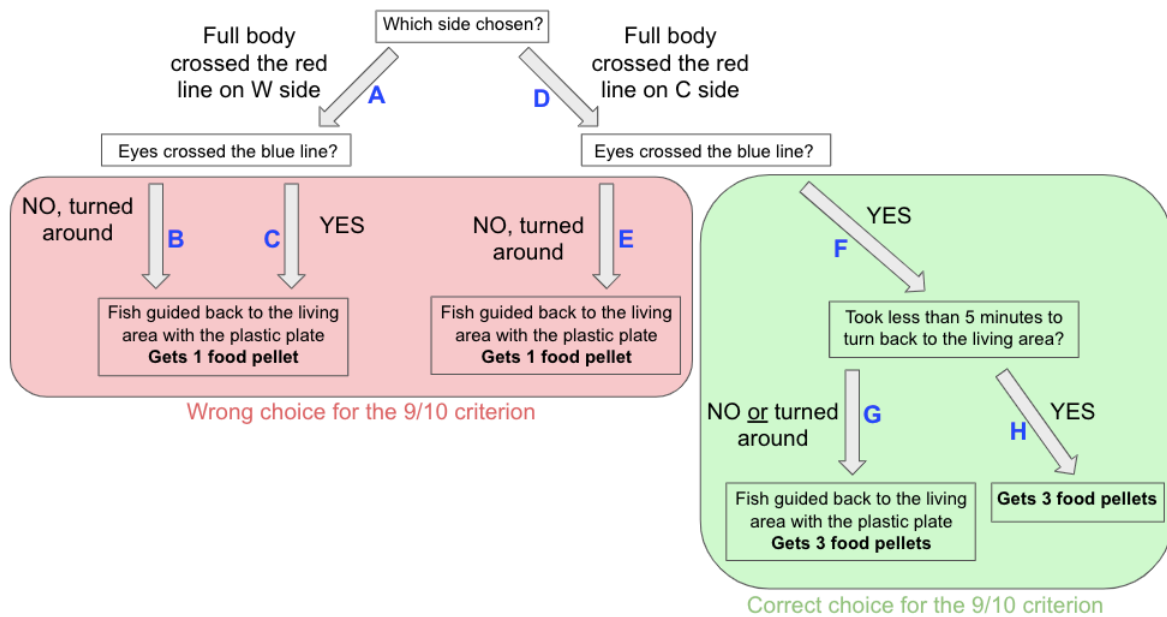 Which side chosen?
Full body
crossed the red
line on W side
A
D
Full body
crossed the red
line on C side
Eyes crossed the blue line?
Eyes crossed the blue line?
NO, turned
around
B
C
YES
NO, turned
around
E
YES
F
Fish guided back to the living
area with the plastic plate
Gets 1 food pellet
Fish guided back to the living
area with the plastic plate
Gets 1 food pellet
Took less than 5 minutes to
turn back to the living area?
Wrong choice for the 9/10 criterion
NO or turned
around
G
H
YES
Fish guided back to the living
area with the plastic plate
Gets 3 food pellets
Gets 3 food pellets
Correct choice for the 9/10 criterion